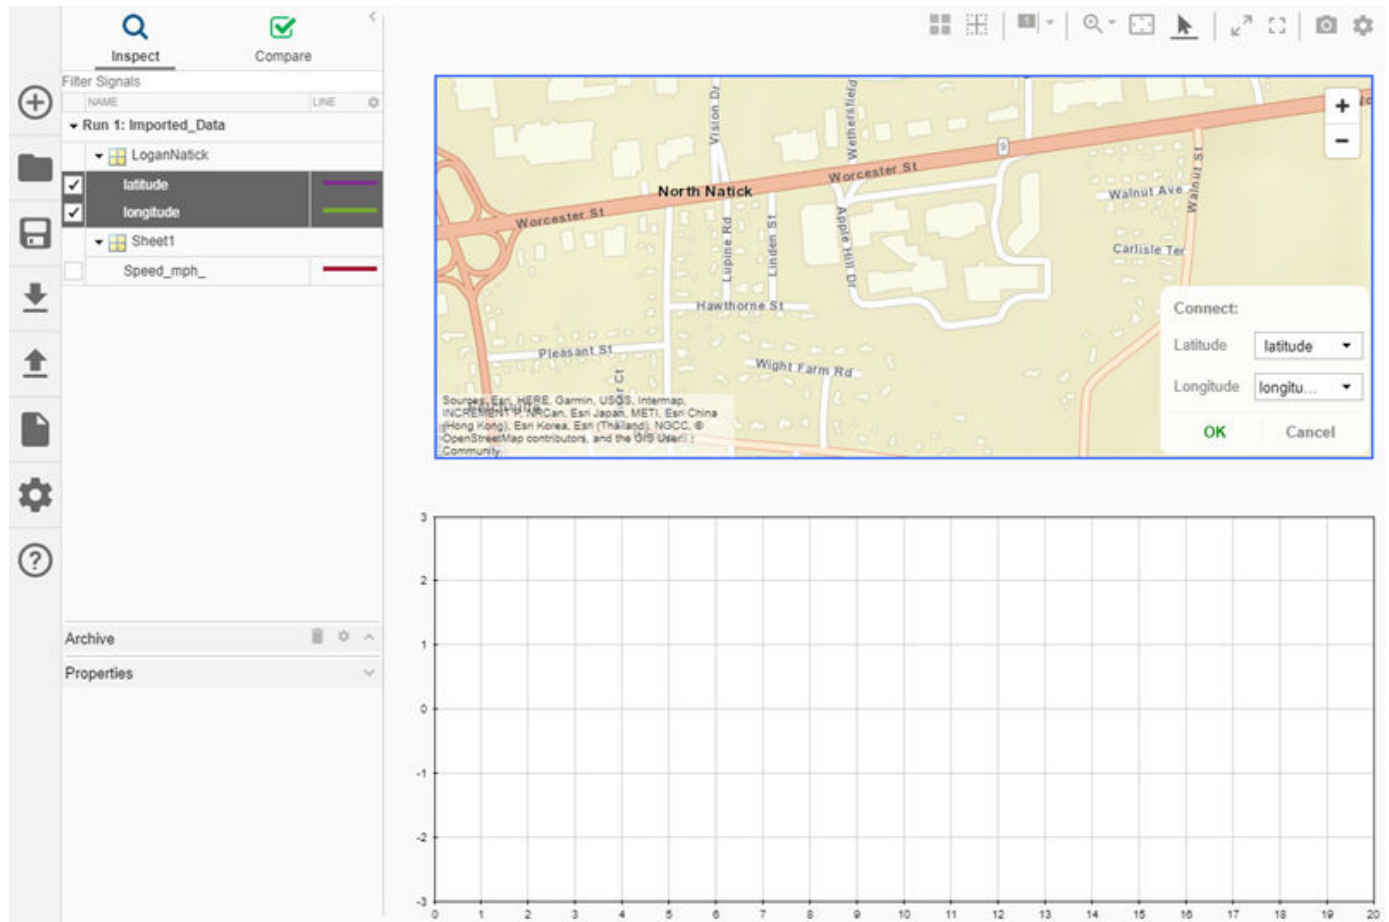 Inspect
Compare
Filter Signals
NAME
LINE
Run 1: Imported_Data
LoganNatick
latitude
longitude
Sheet1
Speed_mph_
Archive
Properties
1
+
−
Vision Dr
Wethersfield
9
Worcester St
North Natick
Worcester St
Walnut Ave
Walnut St
Lupine Rd
Linden St
Apple Hill Dr
Carlisle Ter
Hawthorne St
Pleasant St
Wight Farm Rd
Connect:
Latitude
latitude
Longitude
longitu...
OK
Cancel
Sources: Esri, HERE, Garmin, USGS, Intermap,
INCREMENT P, NRCan, Esri Japan, METI, Esri China
(Hong Kong), Esri Korea, Esri (Thailand), NGCC, ©
OpenStreetMap contributors, and the GIS User
Community
3
2
1
0
-1
-2
-3
0 1 2 3 4 5 6 7 8 9 10 11 12 13 14 15 16 17 18 19 20